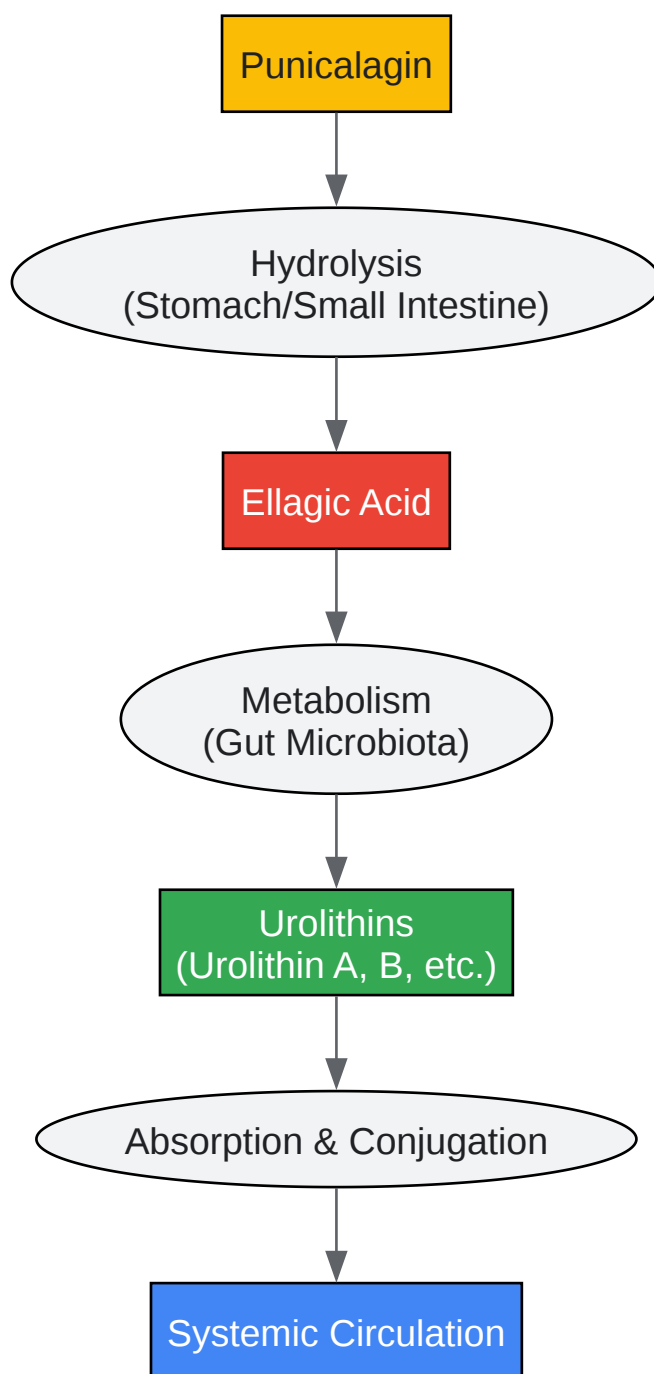 Punicalagin
Hydrolysis
(Stomach/Small Intestine)
Ellagic Acid
Metabolism
(Gut Microbiota)
Urolithins
(Urolithin A, B, etc.)
Absorption & Conjugation
Systemic Circulation